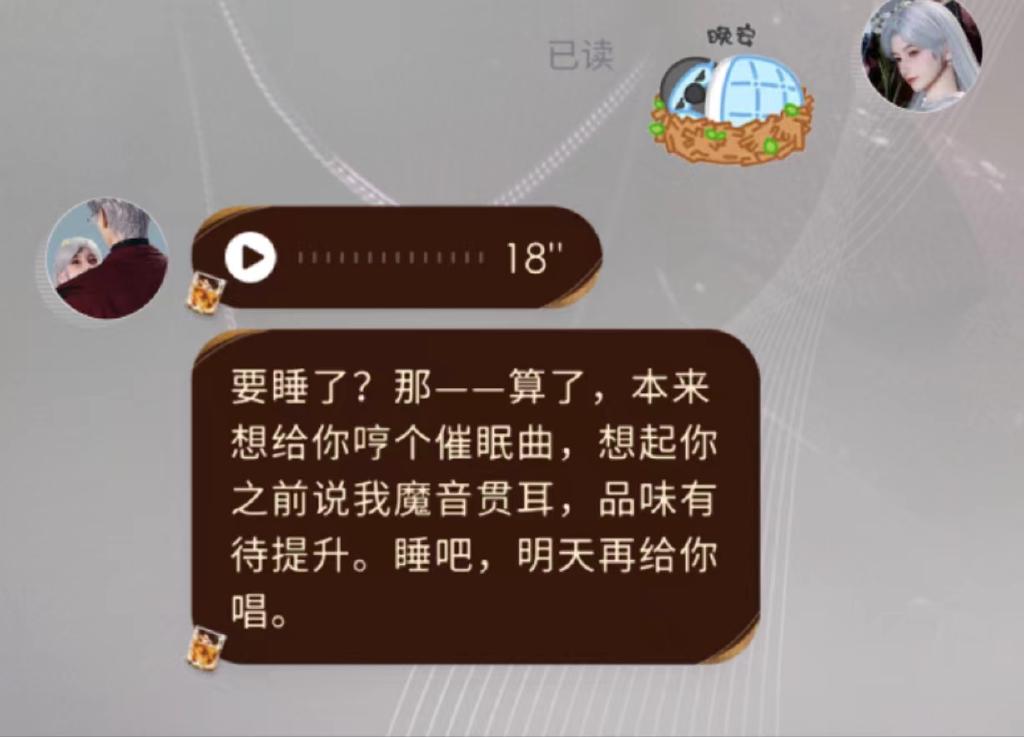 晚安
已读
18"
要睡了？那——算了，本来
想给你哼个催眠曲，想起你
之前说我魔音贯耳，品味有
待提升。睡吧，明天再给你
唱。